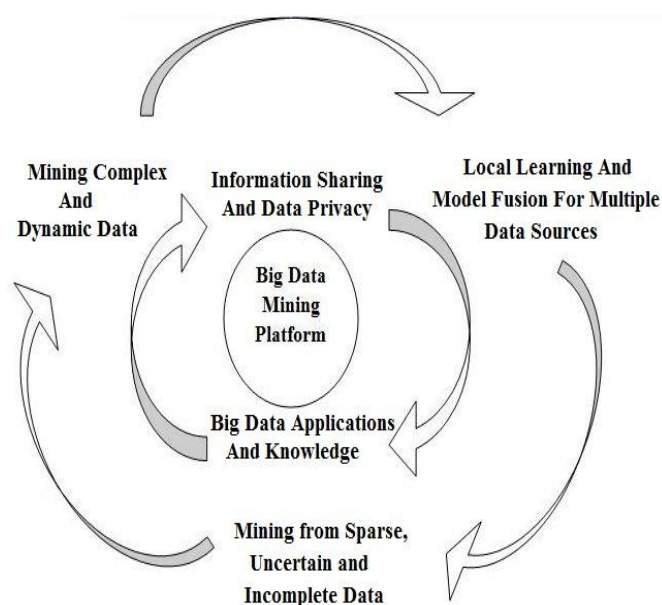 Mining Complex
And
Dynamic Data
Information Sharing
And Data Privacy
Local Learning And
Model Fusion For Multiple
Data Sources
Big Data
Mining
Platform
Big Data Applications
And Knowledge
Mining from Sparse,
Uncertain and
Incomplete Data